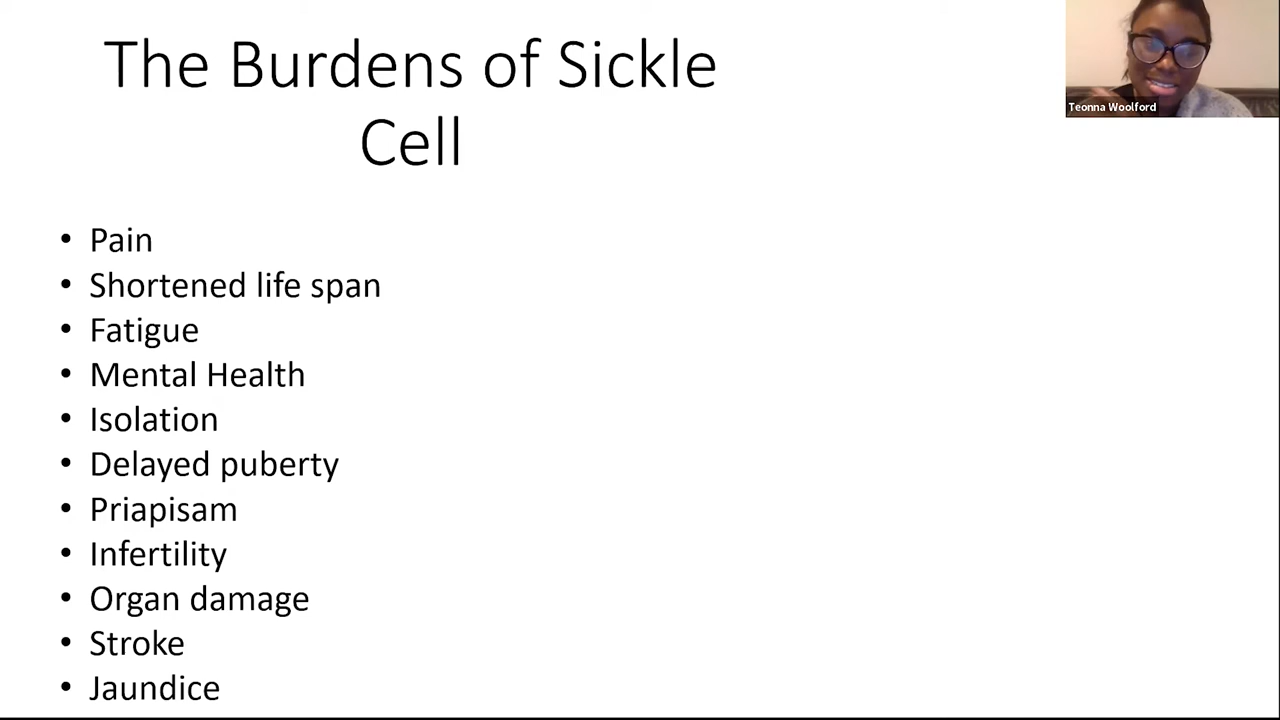 The Burdens of Sickle
Cell
Teonna Woolford
• Pain
• Shortened life span
• Fatigue
• Mental Health
• Isolation
• Delayed puberty
• Priapisam
• Infertility
• Organ damage
• Stroke
• Jaundice